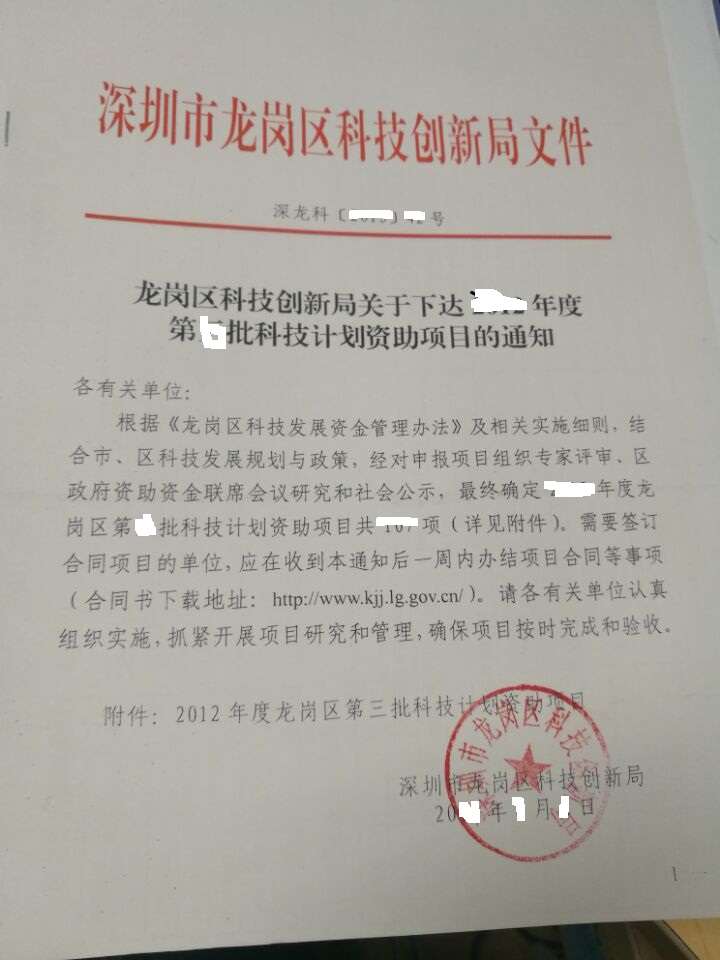 深圳市龙岗区科技创新局文件
深龙科〔 〕 号
龙岗区科技创新局关于下达 年度
第 批科技计划资助项目的通知
各有关单位：
根据《龙岗区科技发展资金管理办法》及相关实施细则，结
合市、区科技发展规划与政策，经对申报项目组织专家评审、区
政府资助资金联席会议研究和社会公示，最终确定 年度龙
岗区第 批科技计划资助项目共 项（详见附件）。需要签订
合同项目的单位，应在收到本通知后一周内办结项目合同等事项
（合同书下载地址：http://www.kjj.lg.gov.cn/）。请各有关单位认真
组织实施，抓紧开展项目研究和管理，确保项目按时完成和验收。
附件：2012 年度龙岗区第三批科技计划资助项目
深圳市龙岗区科技创新局
20 年 月 日